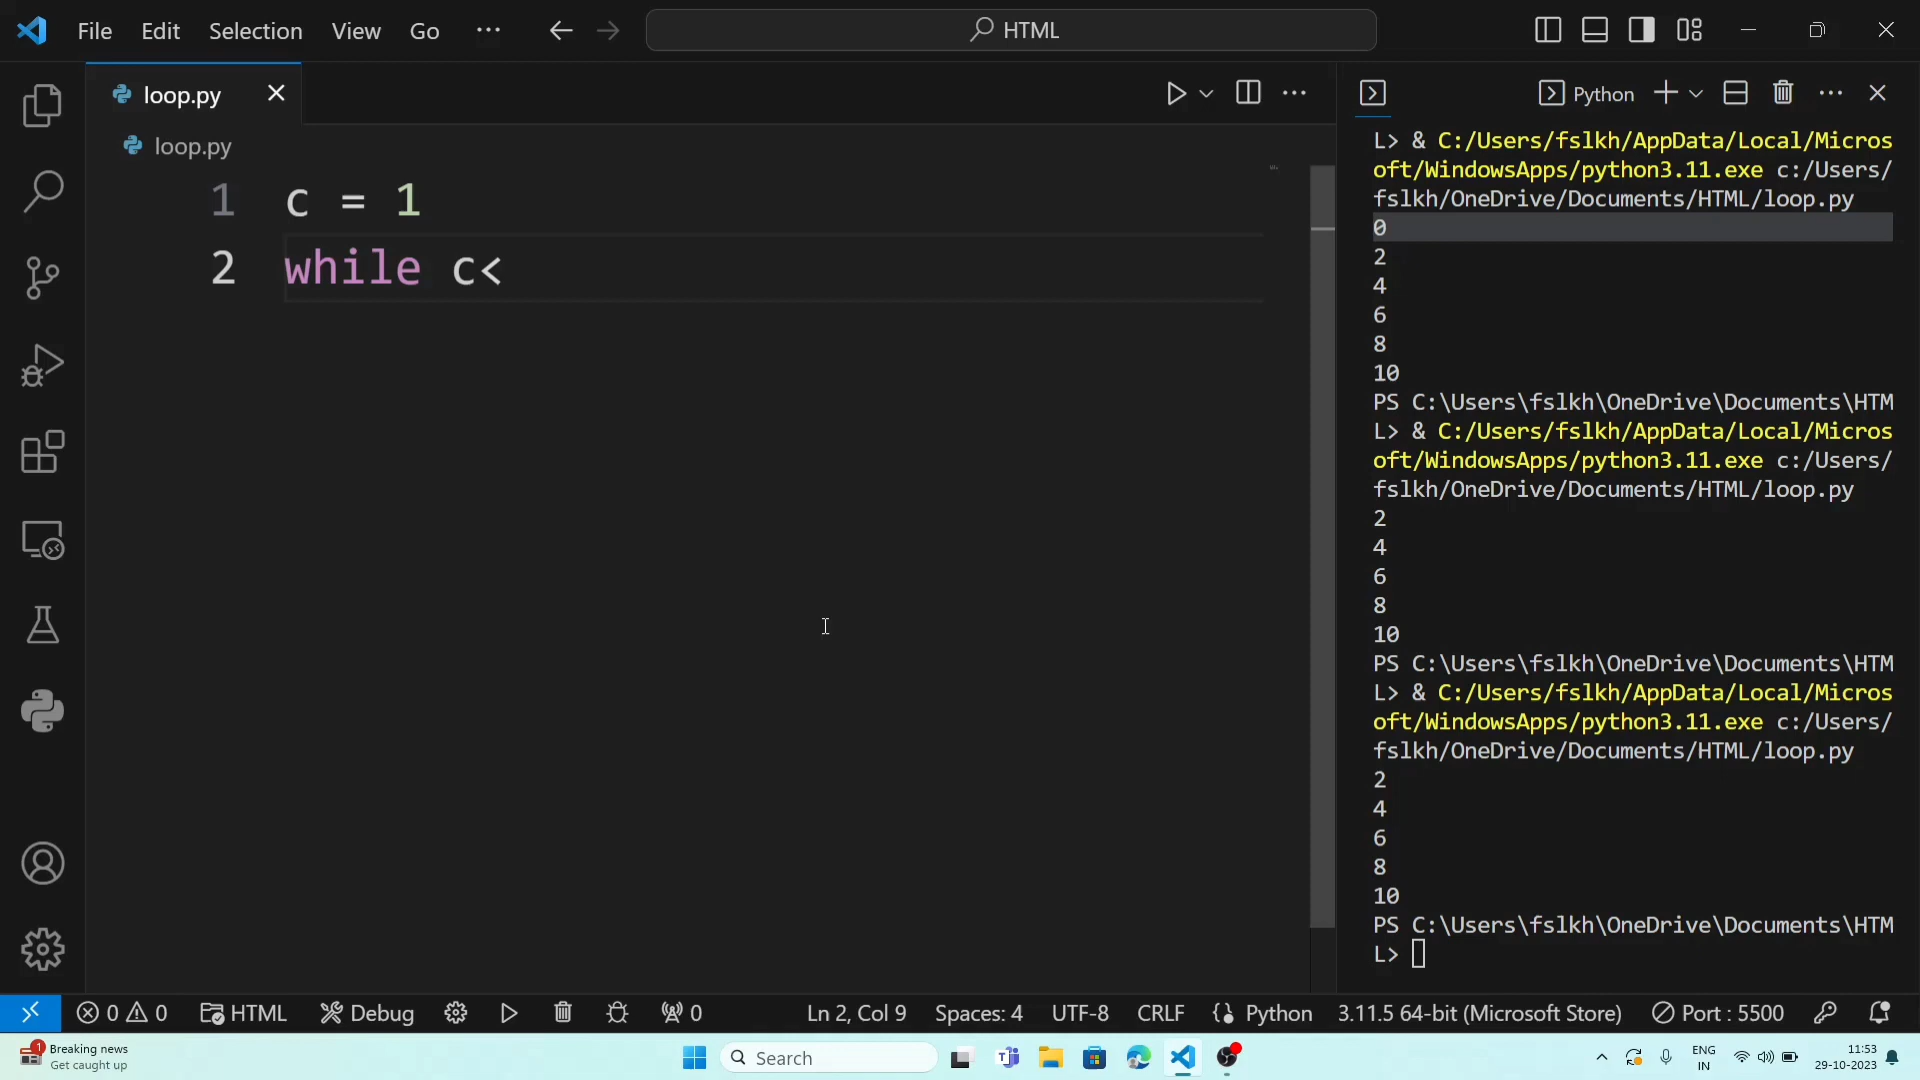 File Edit Selection View Go ··· HTML
loop.py
Python
loop.py
1 c = 1
2 while c<
L> & C:/Users/fslkh/AppData/Local/Micros
oft/WindowsApps/python3.11.exe c:/Users/
fslkh/OneDrive/Documents/HTML/loop.py
0
2
4
6
8
10
PS C:\Users\fslkh\OneDrive\Documents\HTM
L> & C:/Users/fslkh/AppData/Local/Micros
oft/WindowsApps/python3.11.exe c:/Users/
fslkh/OneDrive/Documents/HTML/loop.py
2
4
6
8
10
PS C:\Users\fslkh\OneDrive\Documents\HTM
L> & C:/Users/fslkh/AppData/Local/Micros
oft/WindowsApps/python3.11.exe c:/Users/
fslkh/OneDrive/Documents/HTML/loop.py
2
4
6
8
10
PS C:\Users\fslkh\OneDrive\Documents\HTM
L>
0 0 HTML Debug 0 Ln 2, Col 9 Spaces: 4 UTF-8 CRLF Python 3.11.5 64-bit (Microsoft Store) Port : 5500
1
Breaking news
Get caught up
Search
ENG
IN
11:53
29-10-2023